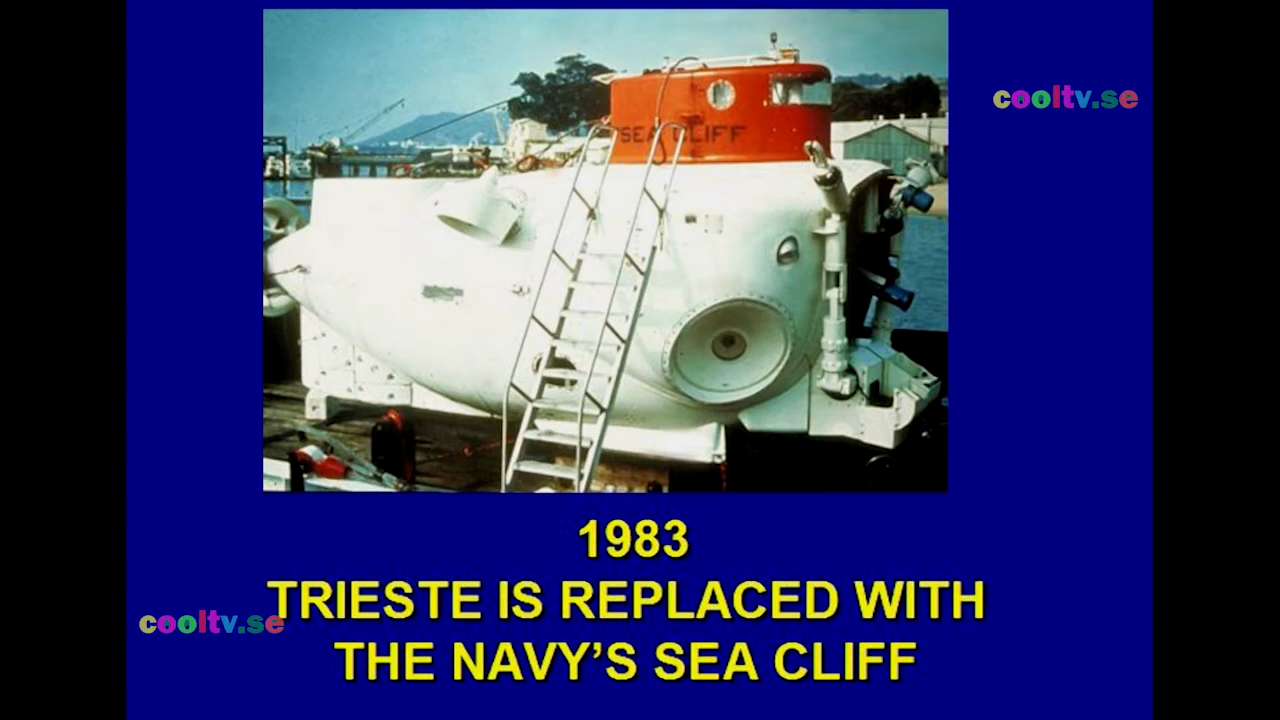 cooltv.se
SEA CLIFF
1983
TRIESTE IS REPLACED WITH
cooltv.se
THE NAVY'S SEA CLIFF